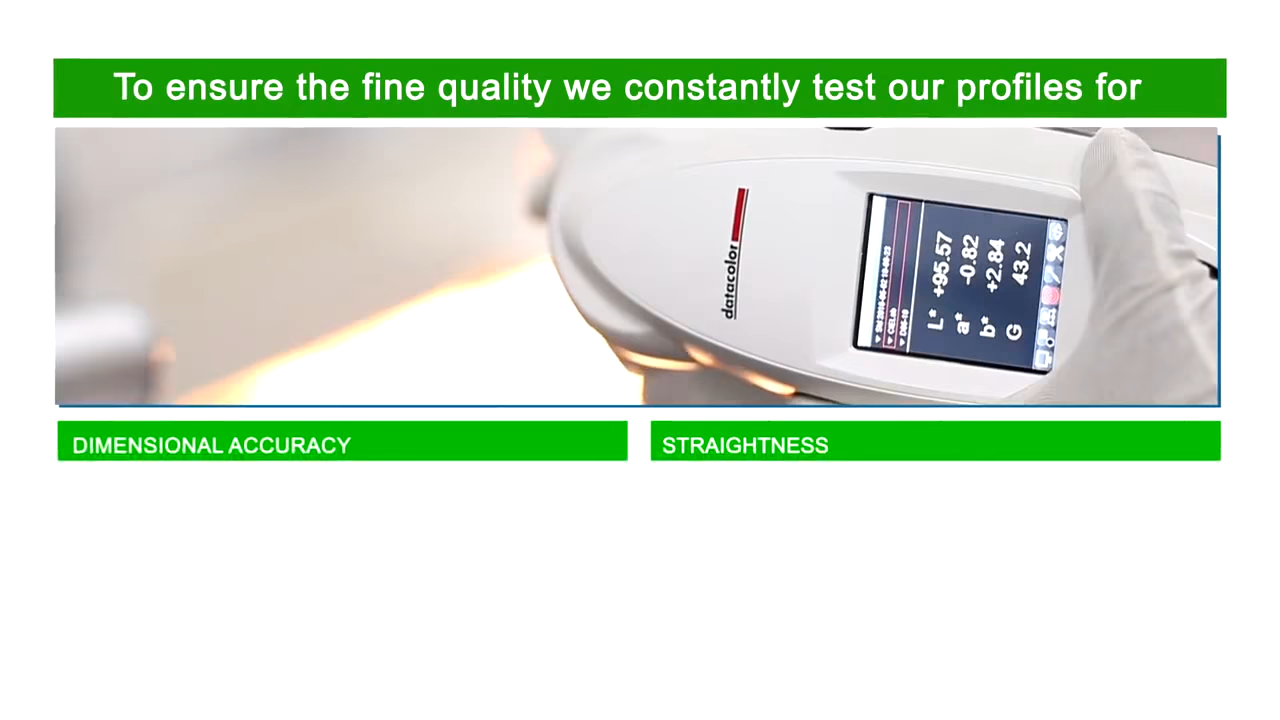 To ensure the fine quality we constantly test our profiles for
datacolor
L* +95.57
a* -0.82
b* +2.84
G 43.2
DIMENSIONAL ACCURACY
STRAIGHTNESS